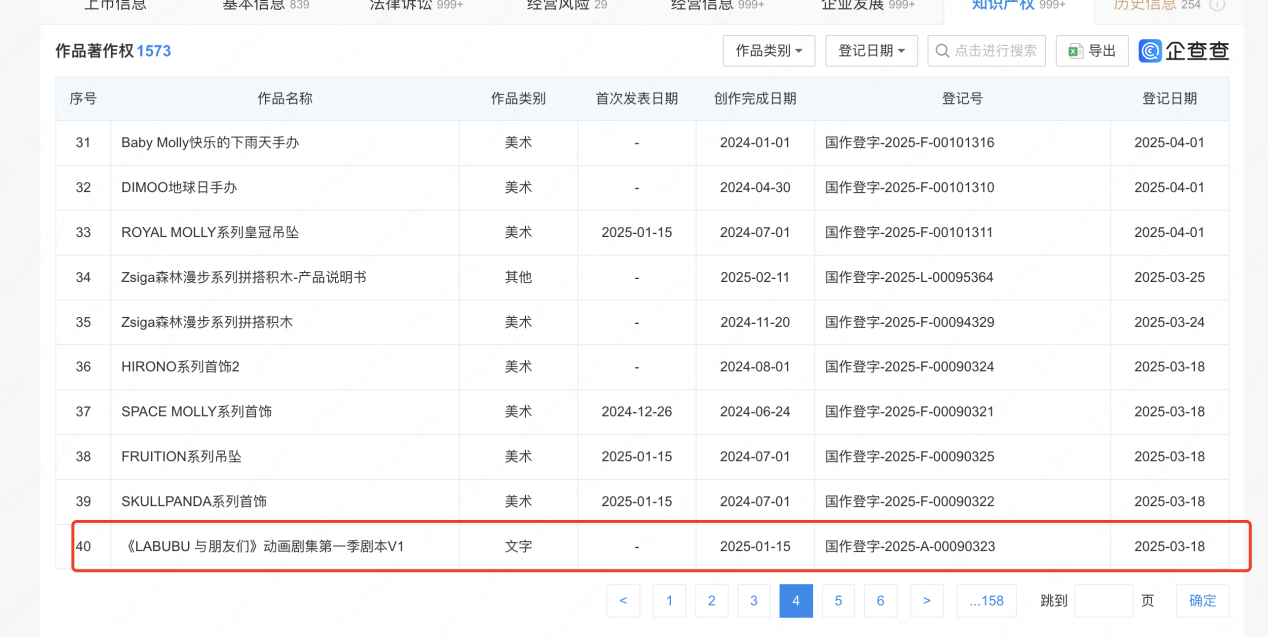 上市信息 基本信息 839 法律诉讼 999+ 经营风险 29 经营信息 999+ 企业发展 999+ 知识产权 999+ 历史信息 254
作品著作权 1573 作品类别 登记日期 点击进行搜索 导出 企查查
序号 作品名称 作品类别 首次发表日期 创作完成日期 登记号 登记日期
31 Baby Molly快乐的下雨天手办 美术 - 2024-01-01 国作登字-2025-F-00101316 2025-04-01
32 DIMOO地球日手办 美术 - 2024-04-30 国作登字-2025-F-00101310 2025-04-01
33 ROYAL MOLLY系列皇冠吊坠 美术 2025-01-15 2024-07-01 国作登字-2025-F-00101311 2025-04-01
34 Zsiga森林漫步系列拼搭积木-产品说明书 其他 - 2025-02-11 国作登字-2025-L-00095364 2025-03-25
35 Zsiga森林漫步系列拼搭积木 美术 - 2024-11-20 国作登字-2025-F-00094329 2025-03-24
36 HIRONO系列首饰2 美术 - 2024-08-01 国作登字-2025-F-00090324 2025-03-18
37 SPACE MOLLY系列首饰 美术 2024-12-26 2024-06-24 国作登字-2025-F-00090321 2025-03-18
38 FRUITION系列吊坠 美术 2025-01-15 2024-07-01 国作登字-2025-F-00090325 2025-03-18
39 SKULLPANDA系列首饰 美术 2025-01-15 2024-07-01 国作登字-2025-F-00090322 2025-03-18
40 《LABUBU 与朋友们》动画剧集第一季剧本V1 文字 - 2025-01-15 国作登字-2025-A-00090323 2025-03-18
< 1 2 3 4 5 6 > ...158 跳到 页 确定